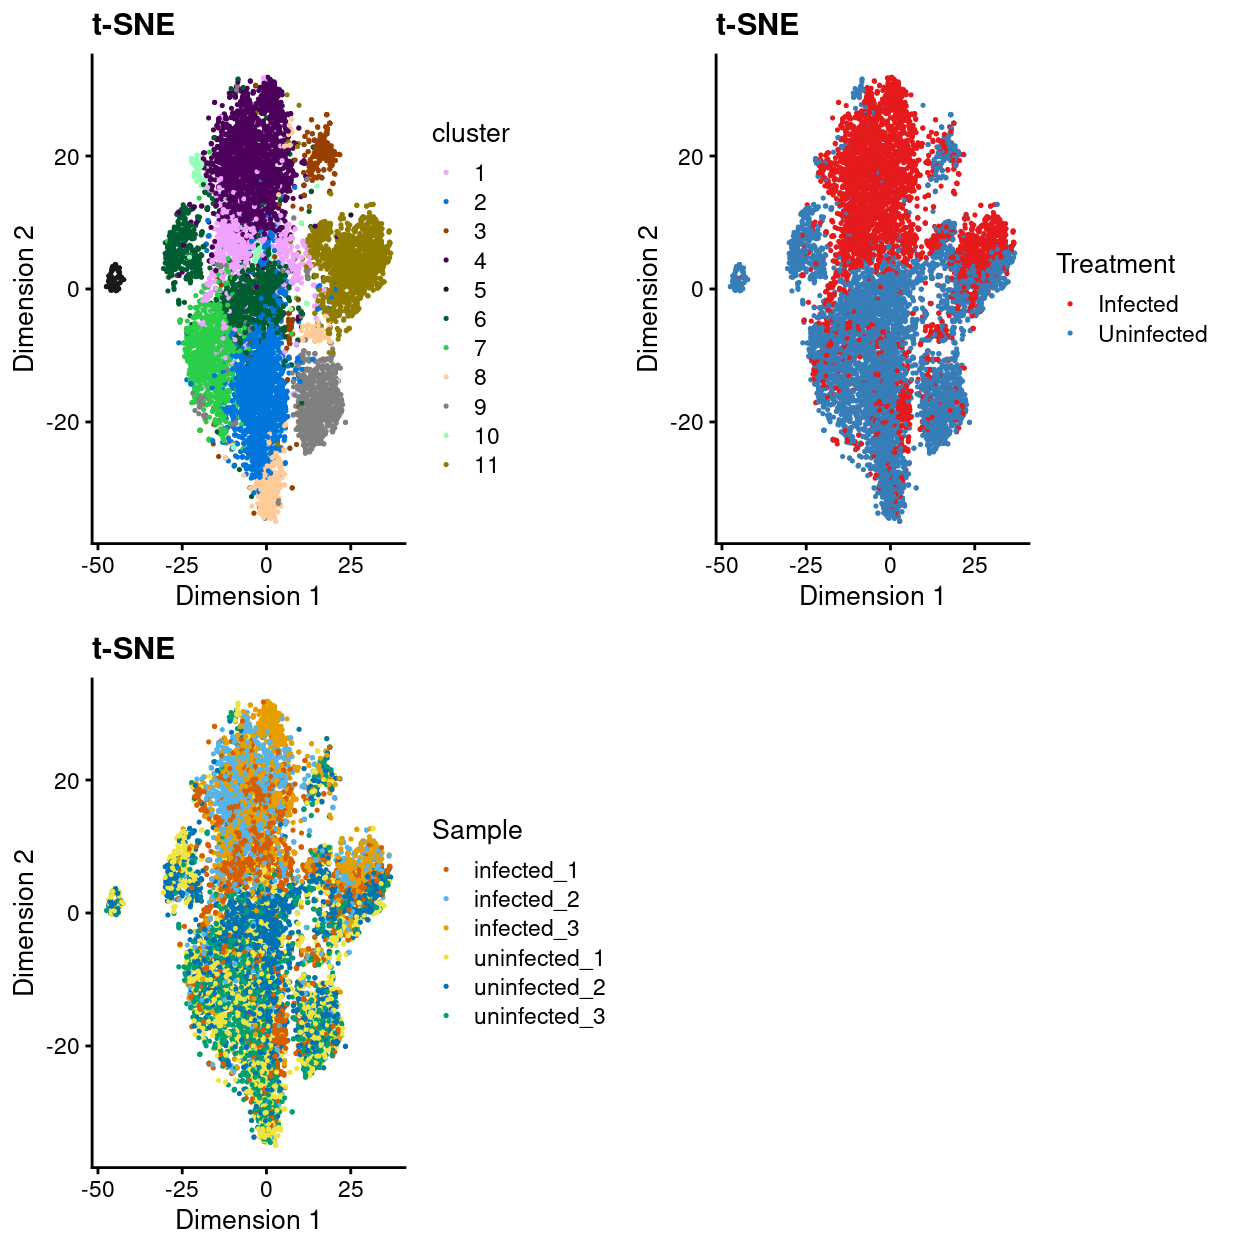 t-SNE
20
0
-20
-50
-25
0
25
Dimension 1
Dimension 2
cluster
1
2
3
4
5
6
7
8
9
10
11
t-SNE
20
0
-20
-50
-25
0
25
Dimension 1
Dimension 2
Treatment
Infected
Uninfected
t-SNE
20
0
-20
-50
-25
0
25
Dimension 1
Dimension 2
Sample
infected_1
infected_2
infected_3
uninfected_1
uninfected_2
uninfected_3